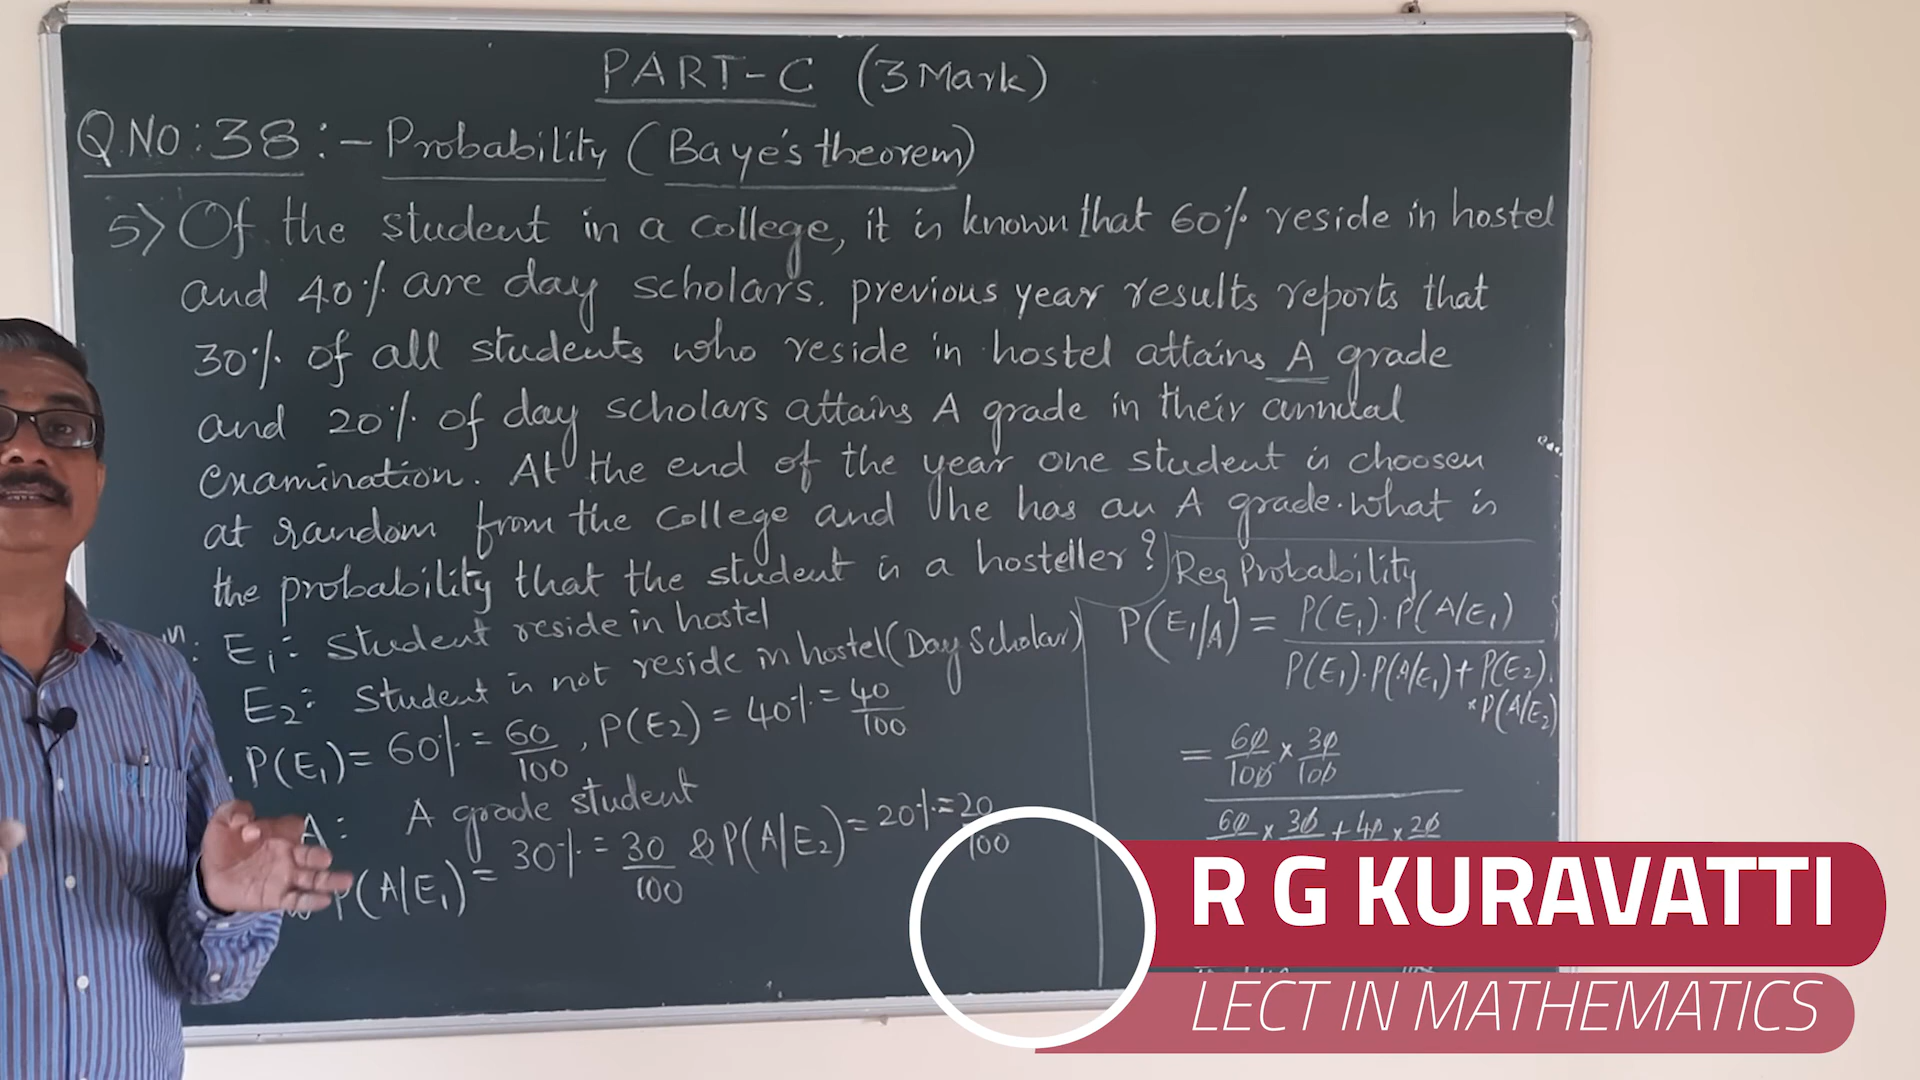 PART-C (3 Mark)
Q NO:38:- Probability (Baye's theorem)
5) Of the student in a college, it is known that 60% reside in hostel
and 40% are day scholars. previous year results reports that
30% of all students who reside in hostel attains A grade
and 20% of day scholars attains A grade in their annual
examination. At the end of the year one student is choosen
at random from the college and he has an A grade. what is
the probability that the student is a hosteller?
E₁: Student reside in hostel
E₂: Student is not reside in hostel (Day Scholar)
P(E₁) = 60% = 60/100, P(E₂) = 40% = 40/100
A: A grade student
P(A|E₁) = 30% = 30/100 & P(A|E₂) = 20% = 20/100
Req Probability
P(E₁/A) = P(E₁).P(A/E₁)
P(E₁).P(A/E₁) + P(E₂).
×P(A/E₂)
= 60/100 × 30/100
60 × 30 + 40 × 20
R G KURAVATTI
LECT IN MATHEMATICS